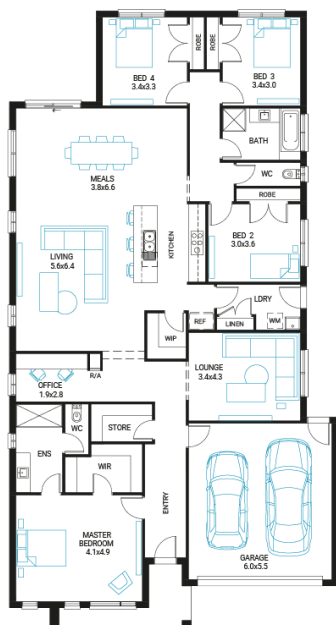 BED 4
3.4x3.3
ROBE
ROBE
BED 3
3.4x3.0
BATH
MEALS
3.8x6.6
WC
ROBE
BED 2
3.0x3.6
KITCHEN
LIVING
5.6x6.4
LDRY
REF
LINEN
WM
WIP
LOUNGE
3.4x4.3
R/A
OFFICE
1.9x2.8
WC
STORE
ENS
WIR
ENTRY
MASTER
BEDROOM
4.1x4.9
GARAGE
6.0x5.5